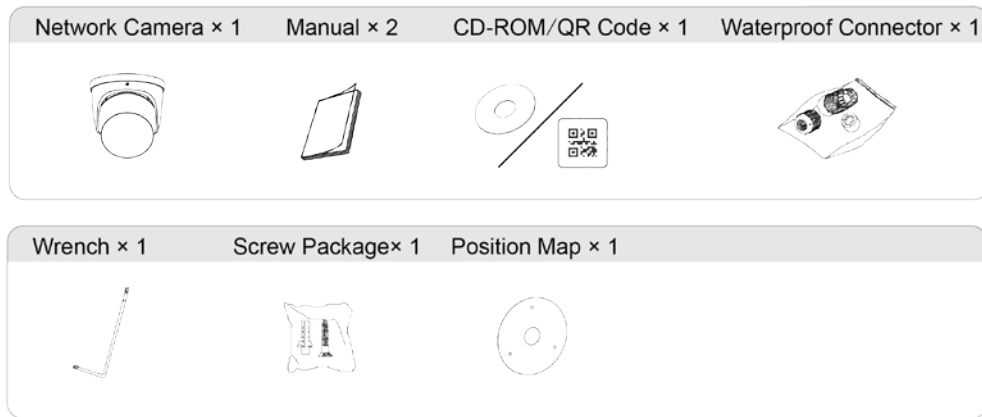 Network Camera × 1 Manual × 2 CD-ROM/QR Code × 1 Waterproof Connector × 1
Wrench × 1 Screw Package× 1 Position Map × 1